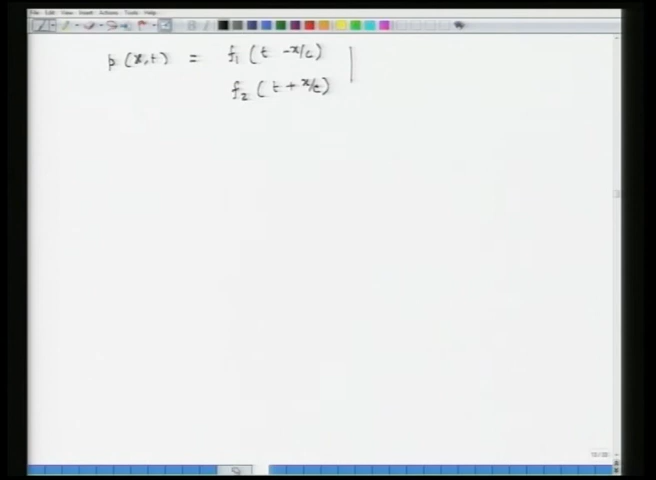 p (x,t) = f₁ (t - x/c)
f₂ (t + x/c)